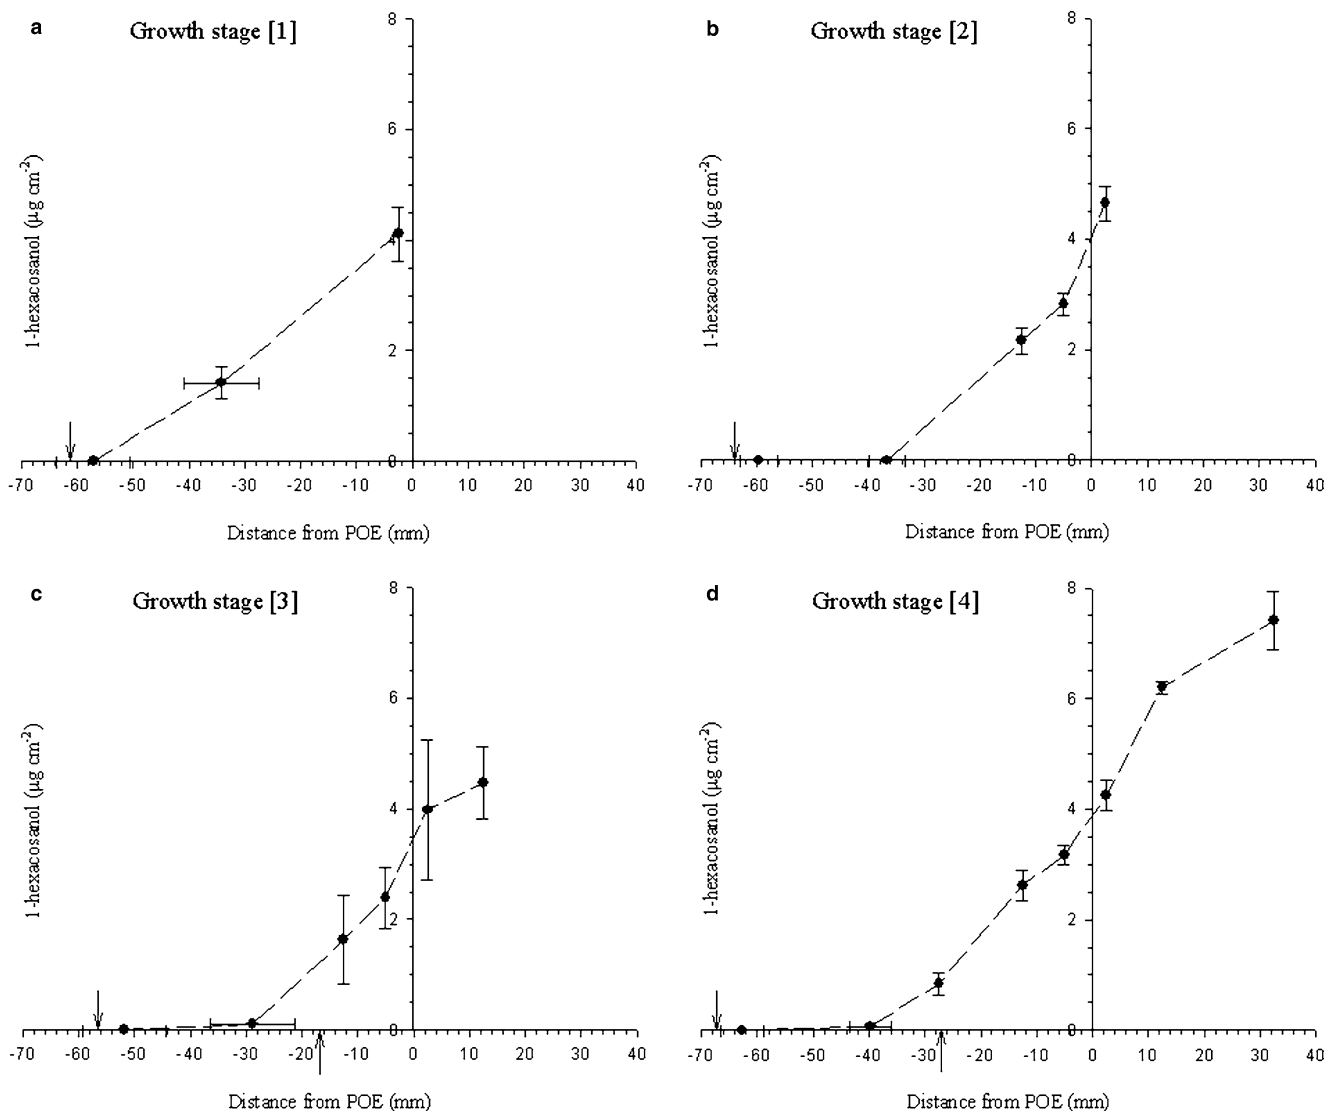 a Growth stage [1]
8
6
4
2
0
1-hexacosanol (μg cm-2)
-70 -60 -50 -40 -30 -20 -10 0 10 20 30 40
Distance from POE (mm)
b Growth stage [2]
8
6
4
2
0
1-hexacosanol (μg cm-2)
-70 -60 -50 -40 -30 -20 -10 0 10 20 30 40
Distance from POE (mm)
c Growth stage [3]
8
6
4
2
0
1-hexacosanol (μg cm-2)
-70 -60 -50 -40 -30 -20 -10 0 10 20 30 40
Distance from POE (mm)
d Growth stage [4]
8
6
4
2
0
1-hexacosanol (μg cm-2)
-70 -60 -50 -40 -30 -20 -10 0 10 20 30 40
Distance from POE (mm)